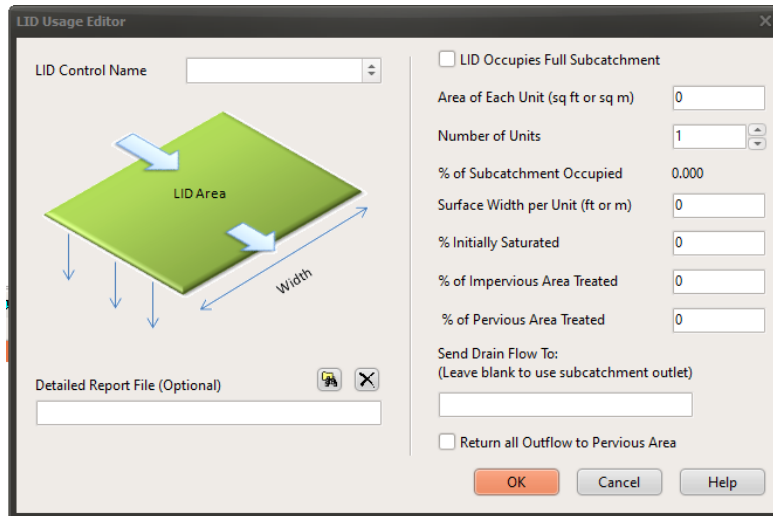 LID Usage Editor
LID Control Name
LID Area
Width
Detailed Report File (Optional)
LID Occupies Full Subcatchment
Area of Each Unit (sq ft or sq m) 0
Number of Units 1
% of Subcatchment Occupied 0.000
Surface Width per Unit (ft or m) 0
% Initially Saturated 0
% of Impervious Area Treated 0
% of Pervious Area Treated 0
Send Drain Flow To:
(Leave blank to use subcatchment outlet)
Return all Outflow to Pervious Area
OK Cancel Help